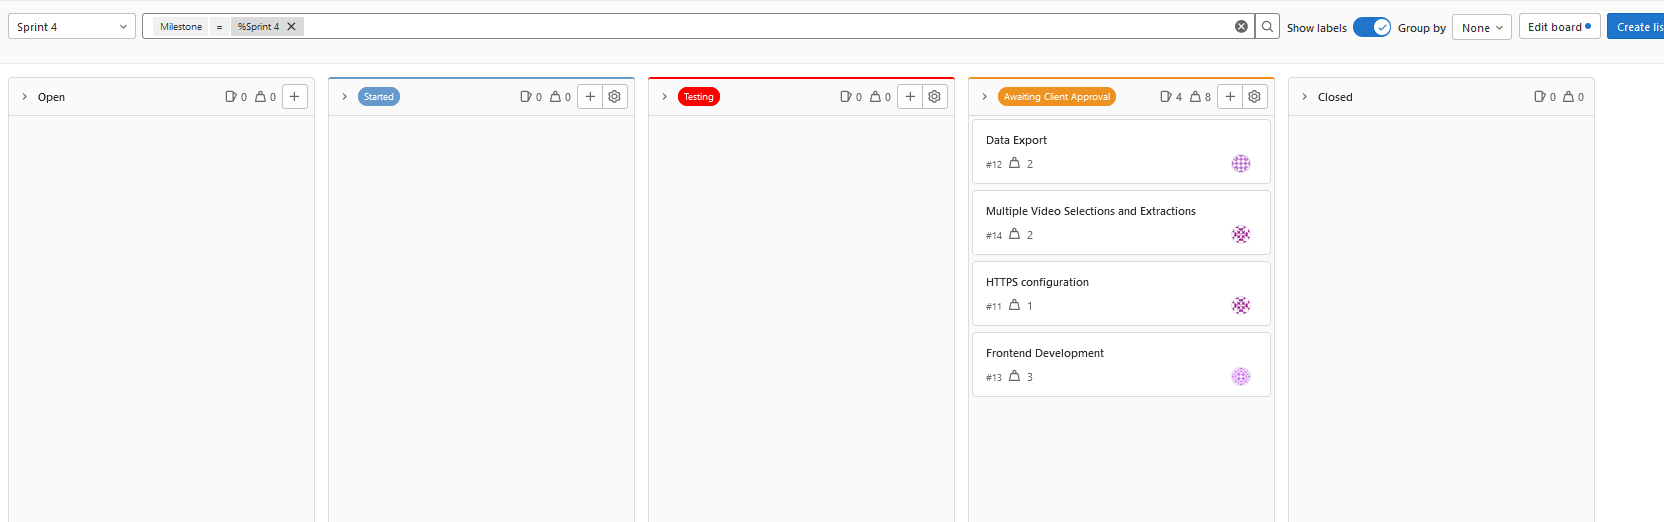 Sprint 4 Milestone = %Sprint 4 Show labels Group by None Edit board Create lis
Open 0 0
Started 0 0
Testing 0 0
Awaiting Client Approval 4 8
Data Export
#12 2
Multiple Video Selections and Extractions
#14 2
HTTPS configuration
#11 1
Frontend Development
#13 3
Closed 0 0